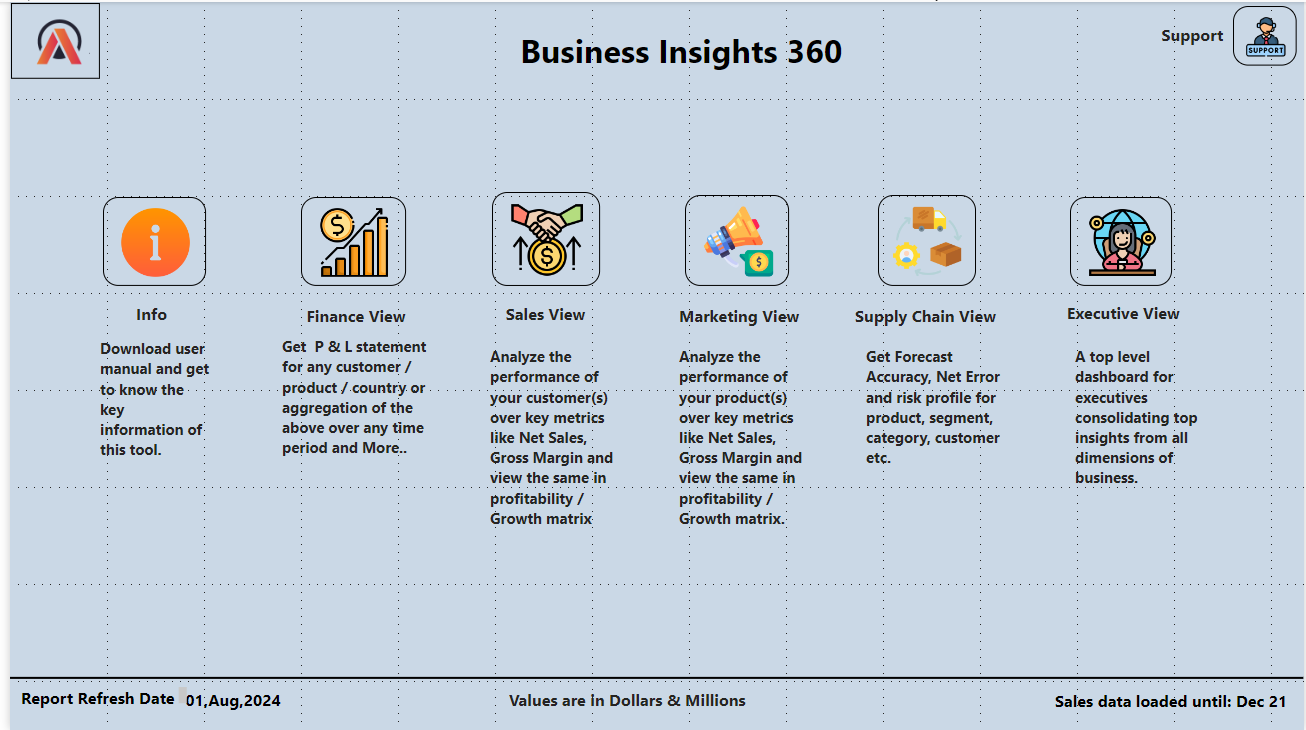 Business Insights 360
Support
SUPPORT
Info
Download user
manual and get
to know the
key
information of
this tool.
Finance View
Get P & L statement
for any customer /
product / country or
aggregation of the
above over any time
period and More..
Sales View
Analyze the
performance of
your customer(s)
over key metrics
like Net Sales,
Gross Margin and
view the same in
profitability /
Growth matrix
Marketing View
Analyze the
performance of
your product(s)
over key metrics
like Net Sales,
Gross Margin and
view the same in
profitability /
Growth matrix.
Supply Chain View
Get Forecast
Accuracy, Net Error
and risk profile for
product, segment,
category, customer
etc.
Executive View
A top level
dashboard for
executives
consolidating top
insights from all
dimensions of
business.
Report Refresh Date 01,Aug,2024
Values are in Dollars & Millions
Sales data loaded until: Dec 21